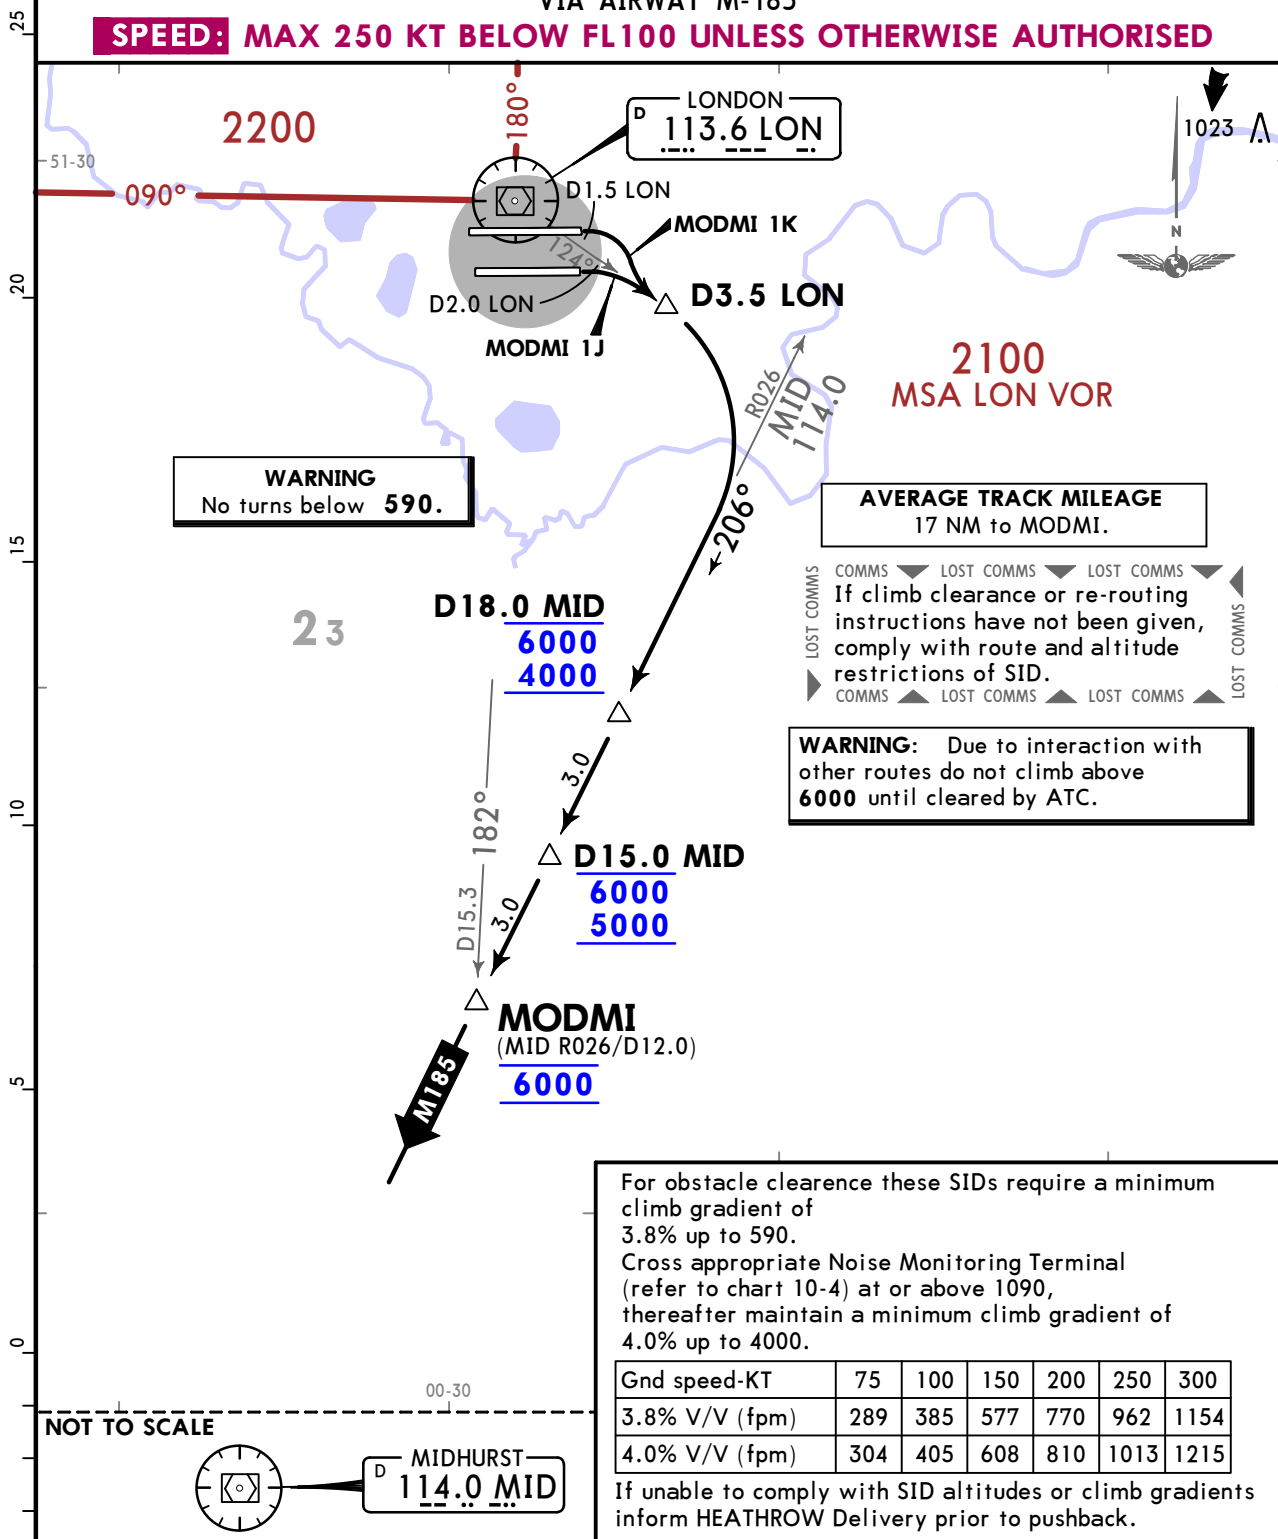 VIA AIRWAY M-185
SPEED: MAX 250 KT BELOW FL100 UNLESS OTHERWISE AUTHORISED
25
2200
180°
LONDON
D 113.6 LON
1023
51-30
090°
D1.5 LON
MODMI 1K
N
124°
20
D2.0 LON
D3.5 LON
MODMI 1J
2100
MSA LON VOR
R026
MID
114.0
WARNING
No turns below 590.
206°
AVERAGE TRACK MILEAGE
17 NM to MODMI.
15
COMMS LOST COMMS LOST COMMS
LOST COMMS
If climb clearance or re-routing
instructions have not been given,
comply with route and altitude
restrictions of SID.
LOST COMMS
COMMS LOST COMMS LOST COMMS
D18.0 MID
6000
4000
23
WARNING: Due to interaction with
other routes do not climb above
6000 until cleared by ATC.
3.0
10
182°
D15.3
D15.0 MID
6000
5000
3.0
MODMI
(MID R026/D12.0)
6000
5
M185
For obstacle clearence these SIDs require a minimum
climb gradient of
3.8% up to 590.
Cross appropriate Noise Monitoring Terminal
(refer to chart 10-4) at or above 1090,
thereafter maintain a minimum climb gradient of
4.0% up to 4000.
0
Gnd speed-KT 75 100 150 200 250 300
3.8% V/V (fpm) 289 385 577 770 962 1154
4.0% V/V (fpm) 304 405 608 810 1013 1215
If unable to comply with SID altitudes or climb gradients
inform HEATHROW Delivery prior to pushback.
00-30
NOT TO SCALE
MIDHURST
D 114.0 MID